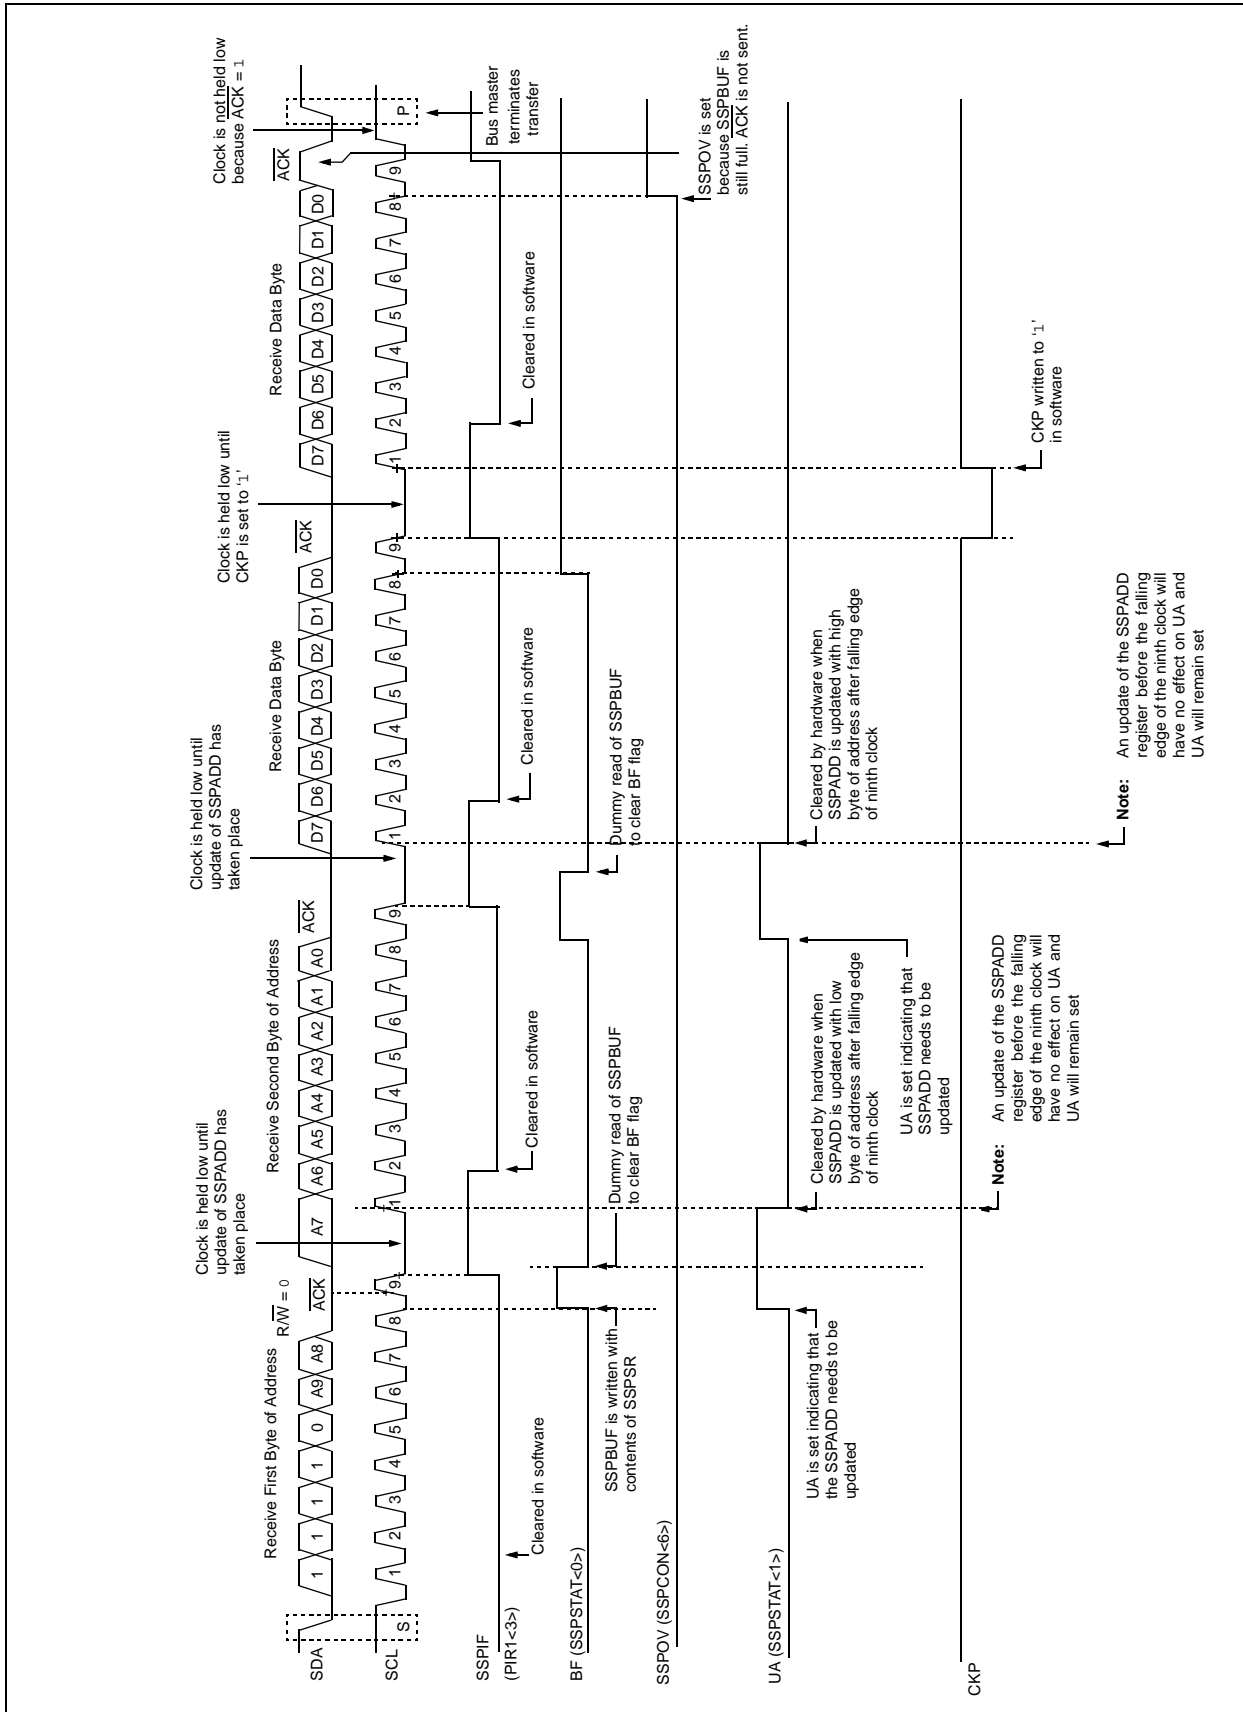 Clock is not held low
because ACK = 1
Clock is held low until
CKP is set to ‘1’
Clock is held low until
update of SSPADD has
taken place
Clock is held low until
update of SSPADD has
taken place
Receive First Byte of Address
R/W = 0
ACK
Receive Second Byte of Address
ACK
Receive Data Byte
ACK
Receive Data Byte
ACK
SDA
1 1 1 1 0 A9 A8
A7 A6 A5 A4 A3 A2 A1 A0
D7 D6 D5 D4 D3 D2 D1 D0
D7 D6 D5 D4 D3 D2 D1 D0
SCL
S
1 2 3 4 5 6 7 8 9
1 2 3 4 5 6 7 8 9
1 2 3 4 5 6 7 8 9
1 2 3 4 5 6 7 8 9
P
Bus master
terminates
transfer
SSPIF
(PIR1<3>)
Cleared in software
Cleared in software
Cleared in software
Cleared in software
BF (SSPSTAT<0>)
SSPBUF is written with
contents of SSPSR
Dummy read of SSPBUF
to clear BF flag
Dummy read of SSPBUF
to clear BF flag
SSPOV (SSPCON<6>)
SSPOV is set
because SSPBUF is
still full. ACK is not sent.
UA (SSPSTAT<1>)
UA is set indicating that
the SSPADD needs to be
updated
Cleared by hardware when
SSPADD is updated with low
byte of address after falling edge
of ninth clock
UA is set indicating that
SSPADD needs to be
updated
Cleared by hardware when
SSPADD is updated with high
byte of address after falling edge
of ninth clock
CKP
CKP written to ‘1’
in software
Note: An update of the SSPADD
register before the falling
edge of the ninth clock will
have no effect on UA and
UA will remain set
Note: An update of the SSPADD
register before the falling
edge of the ninth clock will
have no effect on UA and
UA will remain set